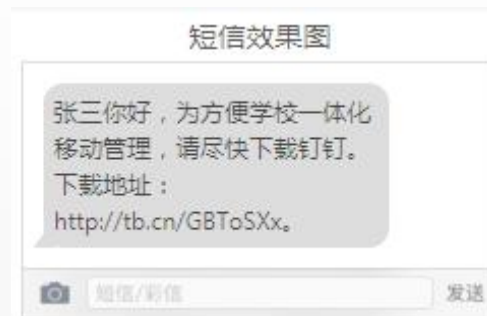 短信效果图
张三你好，为方便学校一体化
移动管理，请尽快下载钉钉。
下载地址：
http://tb.cn/GBToSXx。
短信/彩信
发送